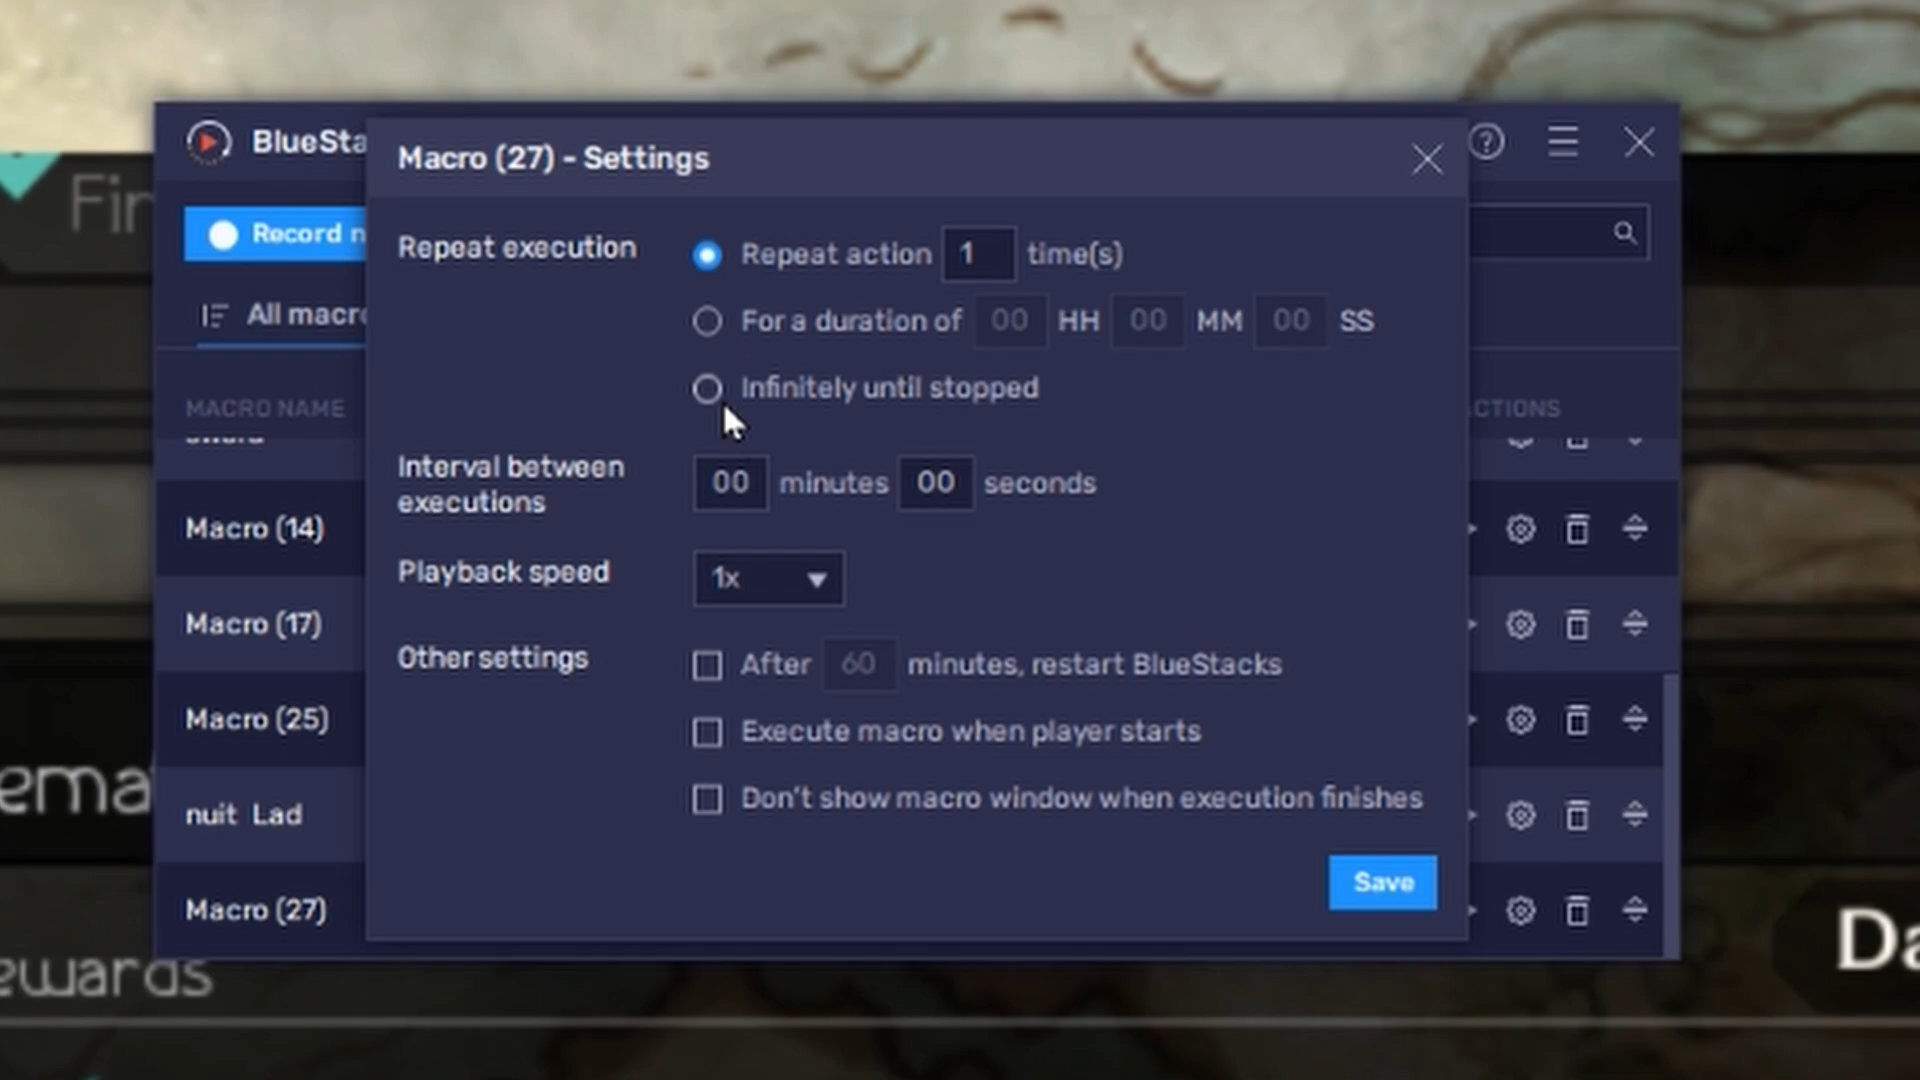 Fir
BlueSta
Macro (27) - Settings
Record n
Repeat execution
Repeat action 1 time(s)
All macro
For a duration of 00 HH 00 MM 00 SS
Infinitely until stopped
MACRO NAME
CTIONS
Interval between
executions
00 minutes 00 seconds
Macro (14)
Playback speed
1x
Macro (17)
Other settings
After 60 minutes, restart BlueStacks
Macro (25)
Execute macro when player starts
emat
Don't show macro window when execution finishes
nuit Lad
Save
Macro (27)
Da
ewards